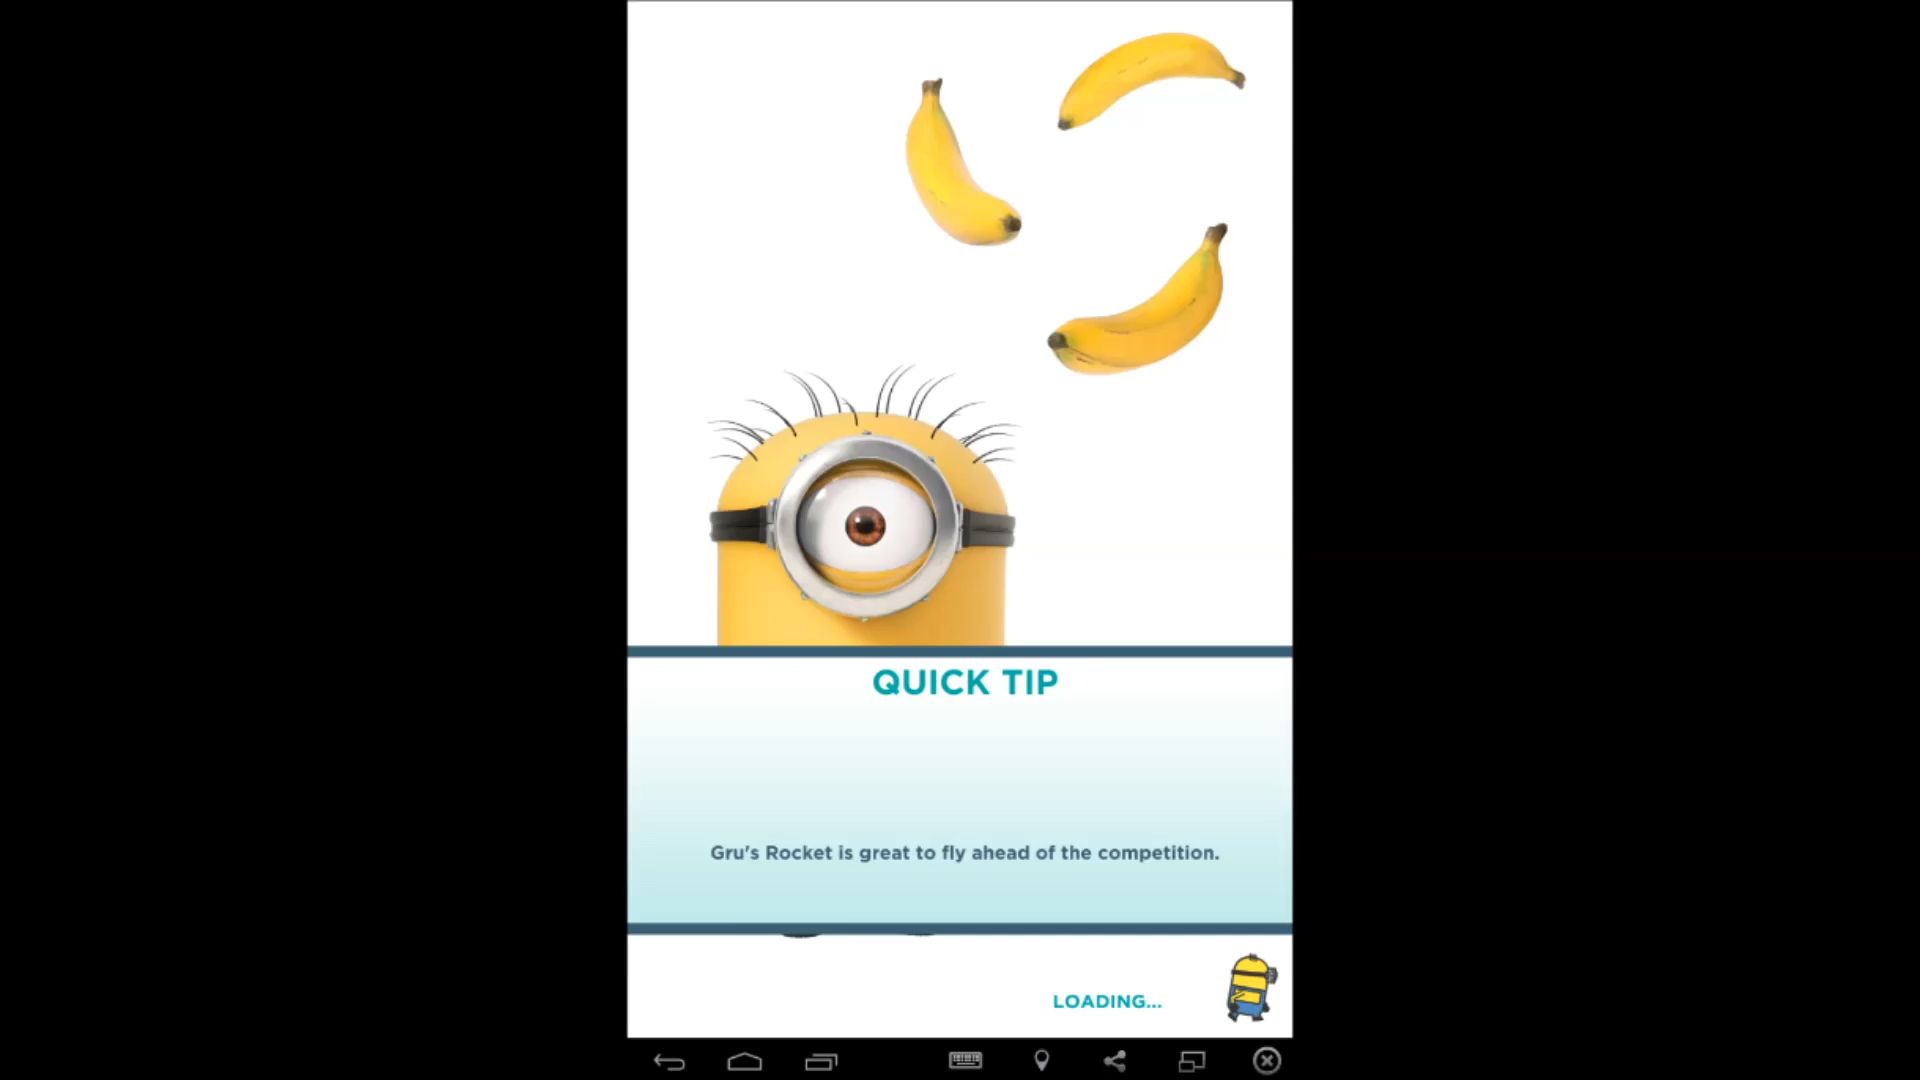 QUICK TIP
Gru's Rocket is great to fly ahead of the competition.
LOADING...